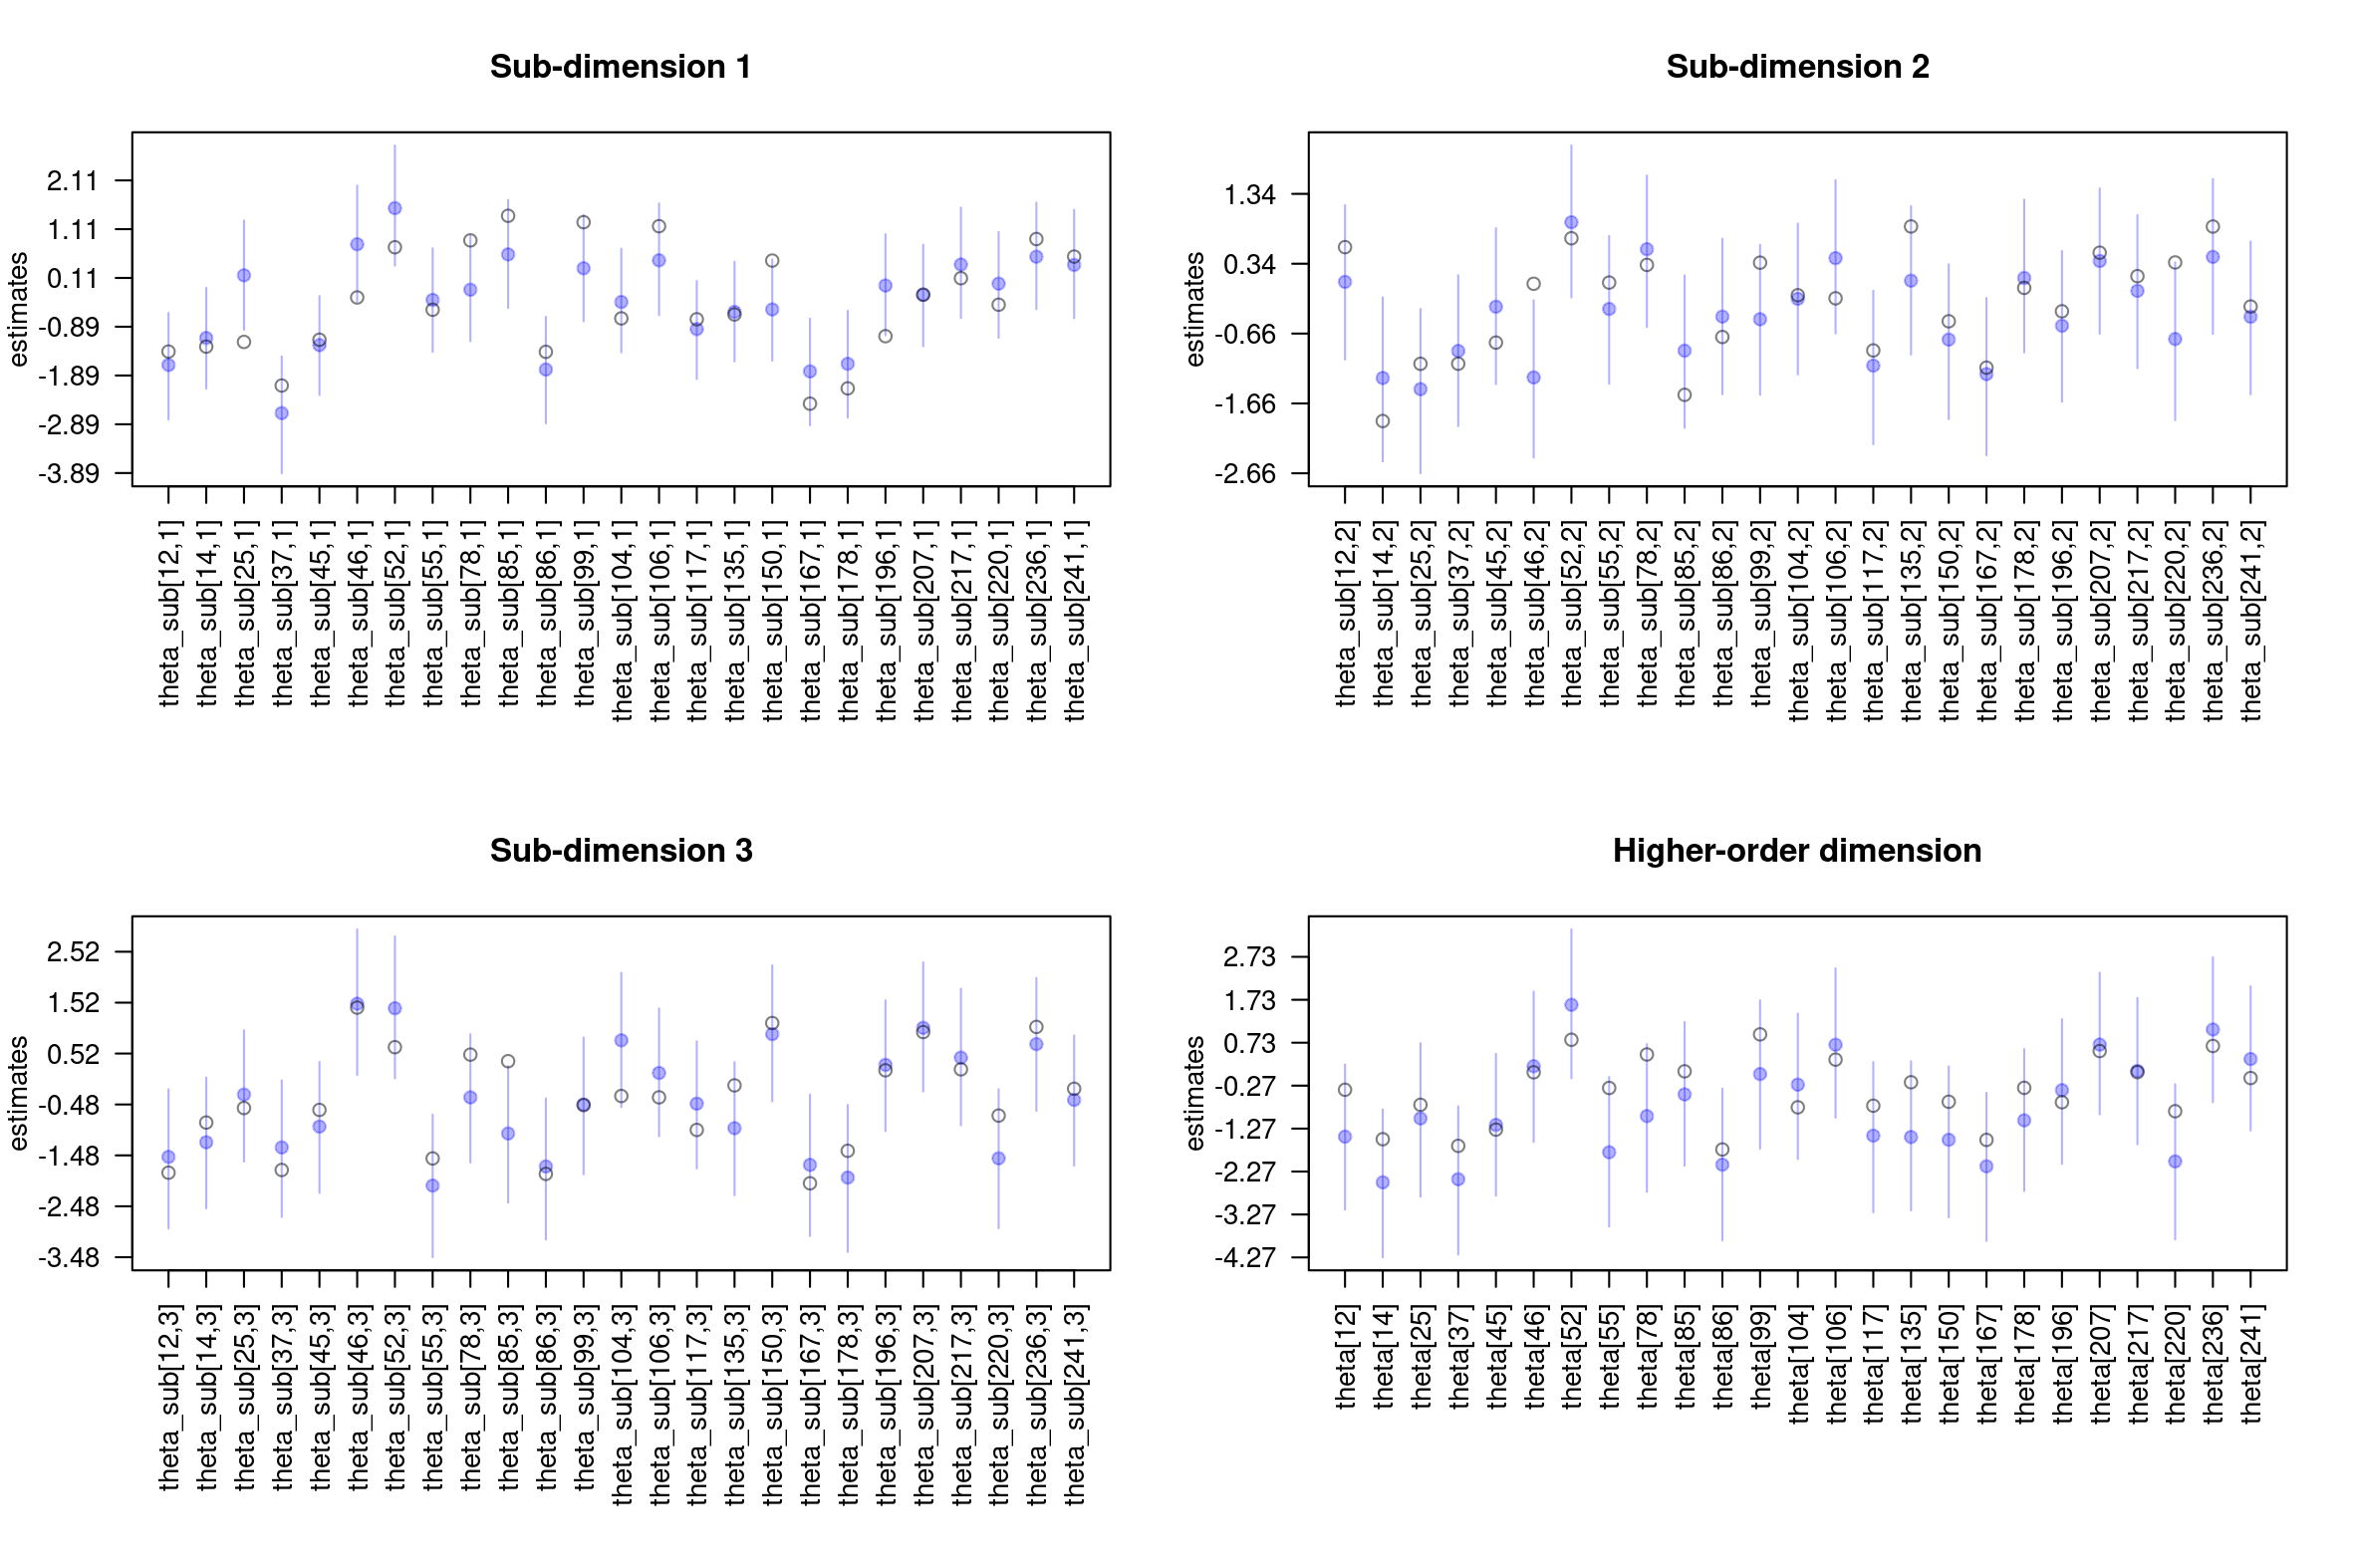 Sub-dimension 1
estimates
2.11
1.11
0.11
-0.89
-1.89
-2.89
-3.89
theta_sub[12,1]
theta_sub[14,1]
theta_sub[25,1]
theta_sub[37,1]
theta_sub[45,1]
theta_sub[46,1]
theta_sub[52,1]
theta_sub[55,1]
theta_sub[78,1]
theta_sub[85,1]
theta_sub[86,1]
theta_sub[99,1]
theta_sub[104,1]
theta_sub[106,1]
theta_sub[117,1]
theta_sub[135,1]
theta_sub[150,1]
theta_sub[167,1]
theta_sub[178,1]
theta_sub[196,1]
theta_sub[207,1]
theta_sub[217,1]
theta_sub[220,1]
theta_sub[236,1]
theta_sub[241,1]
Sub-dimension 2
estimates
1.34
0.34
-0.66
-1.66
-2.66
theta_sub[12,2]
theta_sub[14,2]
theta_sub[25,2]
theta_sub[37,2]
theta_sub[45,2]
theta_sub[46,2]
theta_sub[52,2]
theta_sub[55,2]
theta_sub[78,2]
theta_sub[85,2]
theta_sub[86,2]
theta_sub[99,2]
theta_sub[104,2]
theta_sub[106,2]
theta_sub[117,2]
theta_sub[135,2]
theta_sub[150,2]
theta_sub[167,2]
theta_sub[178,2]
theta_sub[196,2]
theta_sub[207,2]
theta_sub[217,2]
theta_sub[220,2]
theta_sub[236,2]
theta_sub[241,2]
Sub-dimension 3
estimates
2.52
1.52
0.52
-0.48
-1.48
-2.48
-3.48
theta_sub[12,3]
theta_sub[14,3]
theta_sub[25,3]
theta_sub[37,3]
theta_sub[45,3]
theta_sub[46,3]
theta_sub[52,3]
theta_sub[55,3]
theta_sub[78,3]
theta_sub[85,3]
theta_sub[86,3]
theta_sub[99,3]
theta_sub[104,3]
theta_sub[106,3]
theta_sub[117,3]
theta_sub[135,3]
theta_sub[150,3]
theta_sub[167,3]
theta_sub[178,3]
theta_sub[196,3]
theta_sub[207,3]
theta_sub[217,3]
theta_sub[220,3]
theta_sub[236,3]
theta_sub[241,3]
Higher-order dimension
estimates
2.73
1.73
0.73
-0.27
-1.27
-2.27
-3.27
-4.27
theta[12]
theta[14]
theta[25]
theta[37]
theta[45]
theta[46]
theta[52]
theta[55]
theta[78]
theta[85]
theta[86]
theta[99]
theta[104]
theta[106]
theta[117]
theta[135]
theta[150]
theta[167]
theta[178]
theta[196]
theta[207]
theta[217]
theta[220]
theta[236]
theta[241]